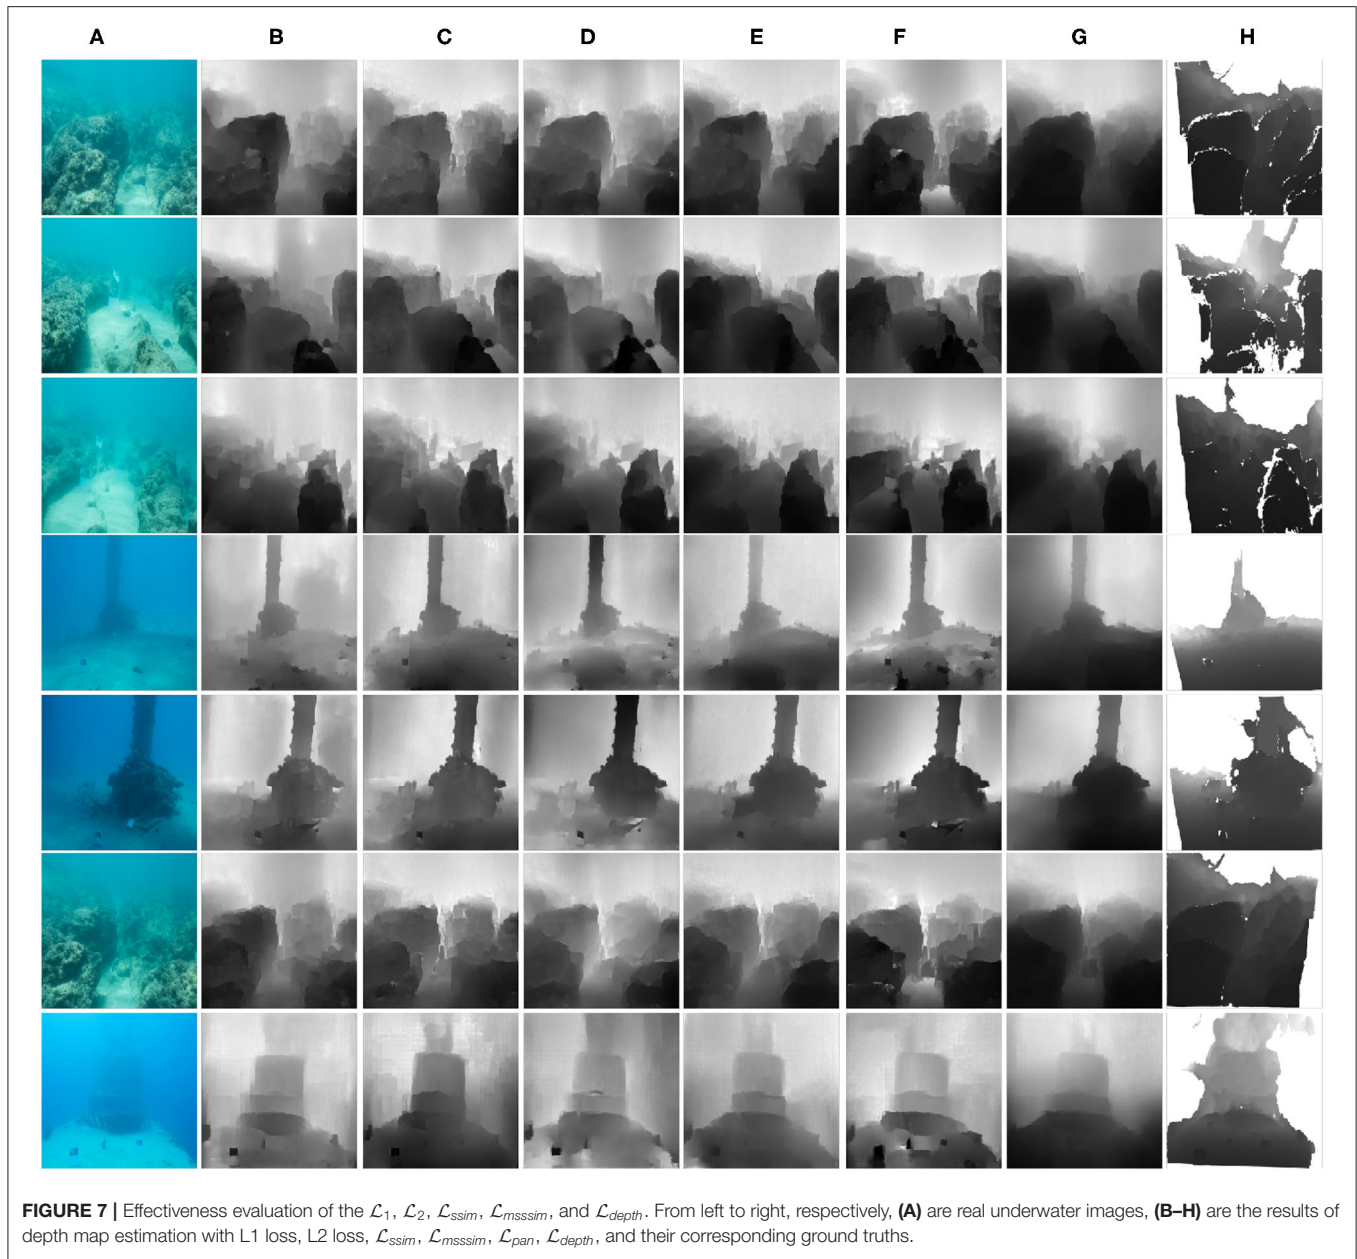 A B C D E F G H
FIGURE 7 | Effectiveness evaluation of the ℒ1, ℒ2, ℒssim, ℒmsssim, and ℒdepth. From left to right, respectively, (A) are real underwater images, (B–H) are the results of
depth map estimation with L1 loss, L2 loss, ℒssim, ℒmsssim, ℒpan, ℒdepth, and their corresponding ground truths.